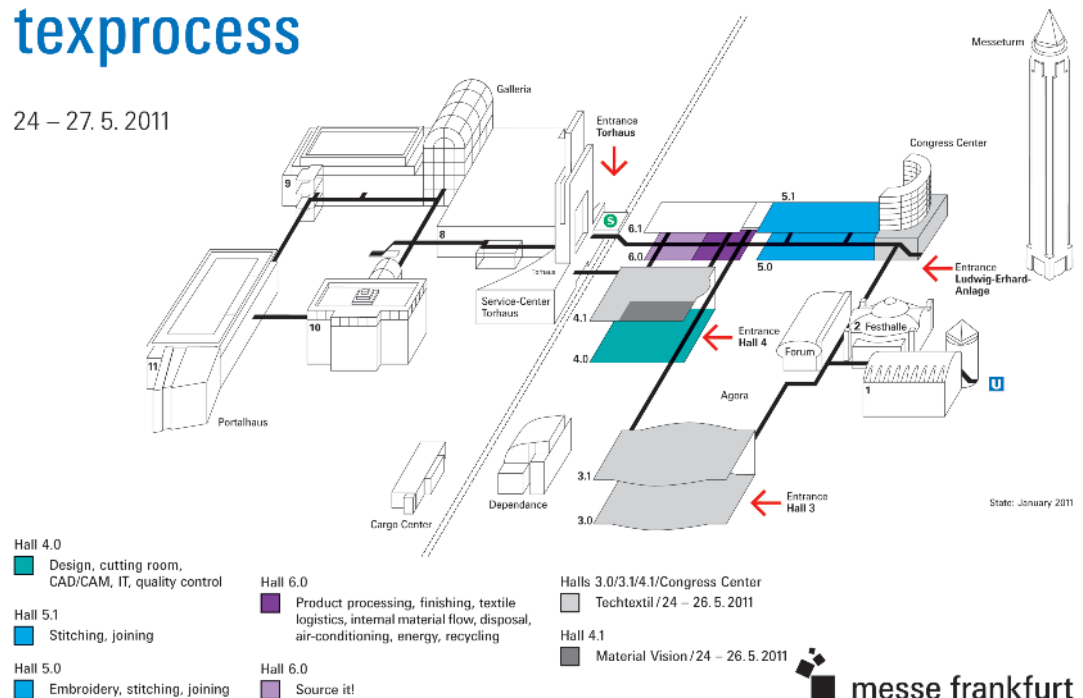 texprocess
24 – 27. 5. 2011
Messeturm
Galleria
Entrance
Torhaus
Congress Center
9
5.1
S
8
6.1
6.0
5.0
Torhaus
Entrance
Ludwig-Erhard-
Anlage
Service-Center
Torhaus
4.1
10
Entrance
Hall 4
2 Festhalle
Forum
4.0
11
U
1
Agora
Portalhaus
3.1
Entrance
Hall 3
State: January 2011
Dependance
3.0
Cargo Center
Hall 4.0
Design, cutting room,
CAD/CAM, IT, quality control
Hall 5.1
Stitching, joining
Hall 5.0
Embroidery, stitching, joining
Hall 6.0
Product processing, finishing, textile
logistics, internal material flow, disposal,
air-conditioning, energy, recycling
Hall 6.0
Source it!
Halls 3.0/3.1/4.1/Congress Center
Techtextil / 24 – 26. 5. 2011
Hall 4.1
Material Vision / 24 – 26. 5. 2011
messe frankfurt